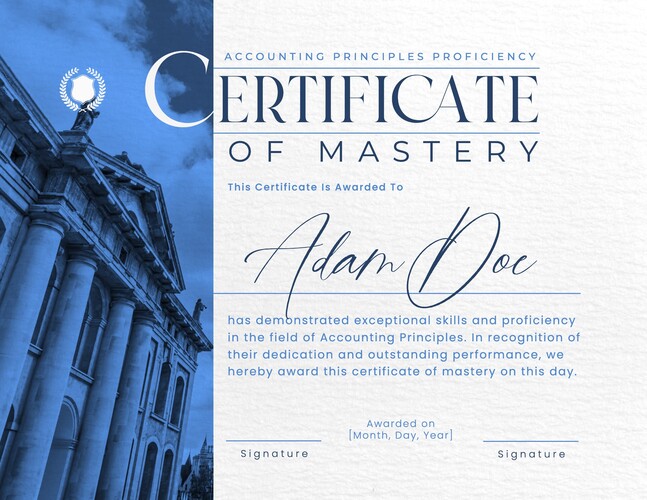 ACCOUNTING PRINCIPLES PROFICIENCY
CERTIFICATE
OF MASTERY
This Certificate Is Awarded To
Adam Doe
has demonstrated exceptional skills and proficiency
in the field of Accounting Principles. In recognition of
their dedication and outstanding performance, we
hereby award this certificate of mastery on this day.
Awarded on
[Month, Day, Year]
Signature
Signature